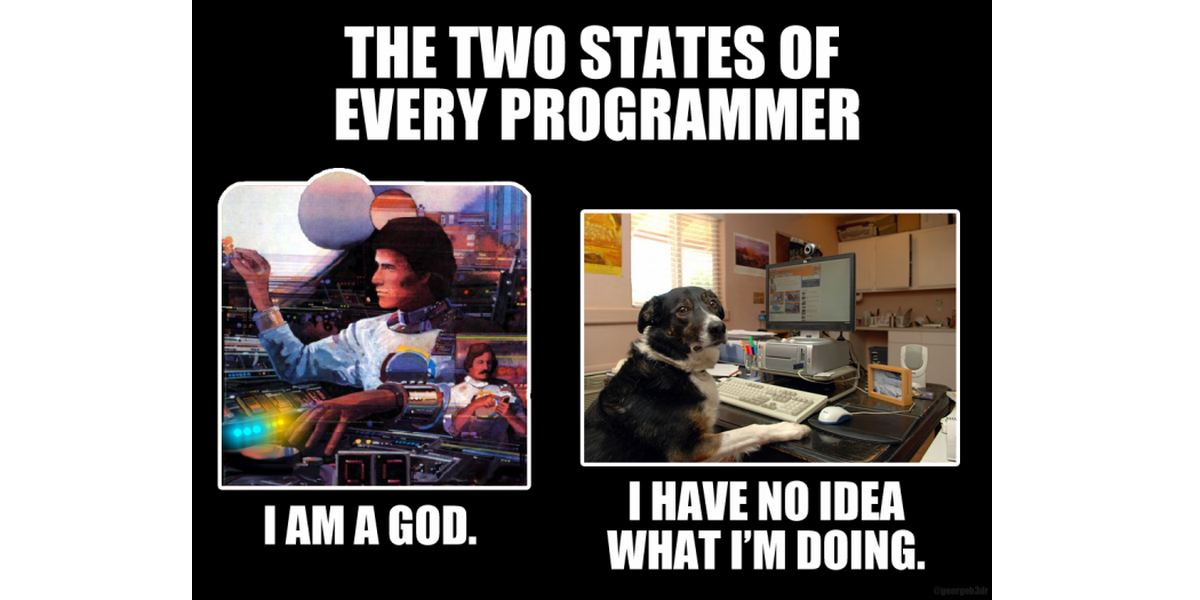 THE TWO STATES OF
EVERY PROGRAMMER
I AM A GOD.
I HAVE NO IDEA
WHAT I'M DOING.